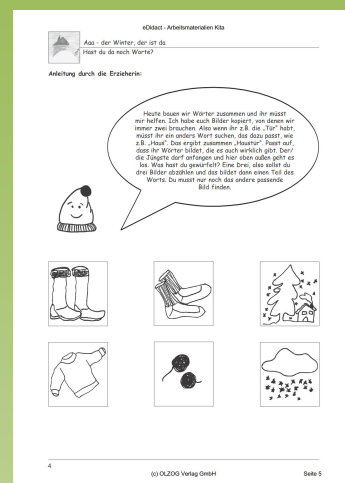 eDidact - Arbeitsmaterialien Kita
Aaa - der Winter, der ist da
Hast du da noch Worte?
Anleitung durch die Erzieherin:
Heute bauen wir Wörter zusammen und ihr müsst
mir helfen. Ich habe euch Bilder kopiert, von denen wir
immer zwei brauchen. Also wenn ihr z.B. die „Tür" habt,
müsst ihr ein anders Wort suchen, das dazu passt, wie
z.B. „Haus". Das ergibt zusammen „Haustür". Passt auf,
dass ihr Wörter bildet, die es auch wirklich gibt. Der/
die Jüngste darf anfangen und hier oben außen geht es
los. Was hast du gewürfelt? Eine Drei, also sollst du
drei Bilder abzählen und das bildet dann einen Teil des
Worts. Du musst nur noch das andere passende
Bild finden.
4
(c) OLZOG Verlag GmbH
Seite 5